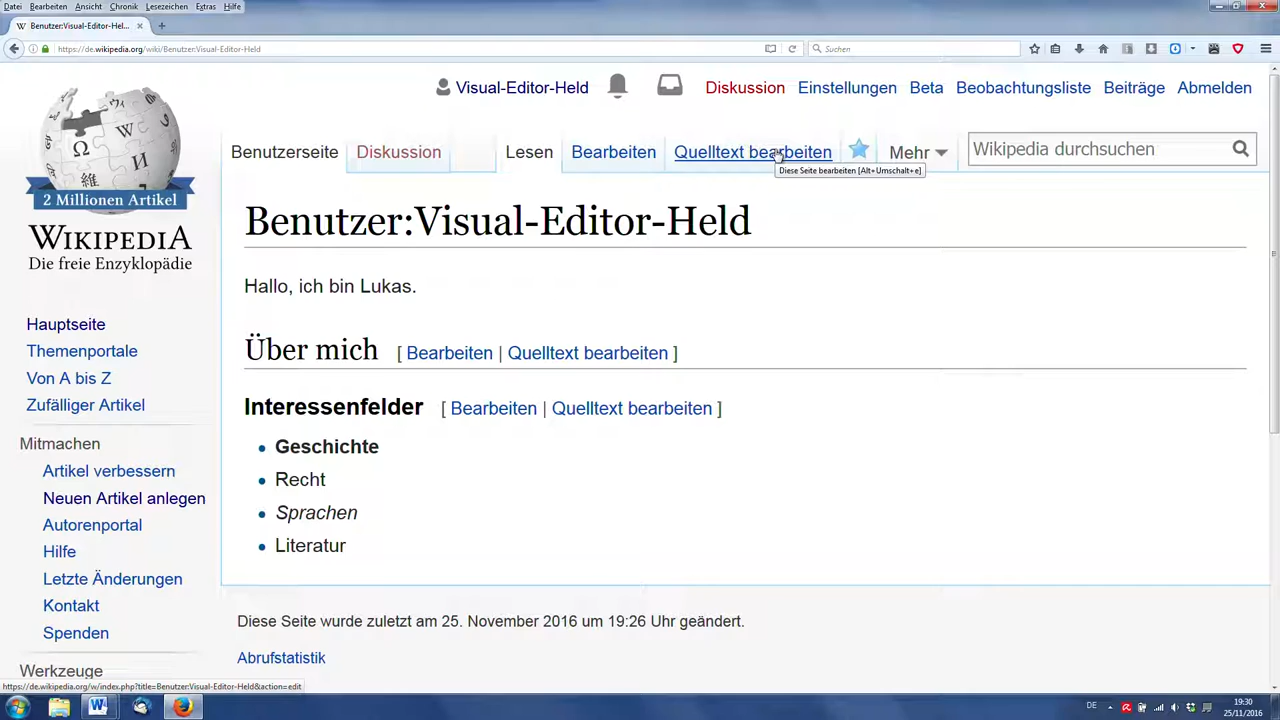 Datei Bearbeiten Ansicht Chronik Lesezeichen Extras Hilfe
Benutzer:Visual-Editor-Hel...
https://de.wikipedia.org/wiki/Benutzer:Visual-Editor-Held
Suchen
Visual-Editor-Held Diskussion Einstellungen Beta Beobachtungsliste Beiträge Abmelden
Benutzerseite Diskussion Lesen Bearbeiten Quelltext bearbeiten Mehr Wikipedia durchsuchen
Diese Seite bearbeiten [Alt+Umschalt+e]
2 Millionen Artikel
WIKIPEDIA
Die freie Enzyklopädie
Hauptseite
Themenportale
Von A bis Z
Zufälliger Artikel
Mitmachen
Artikel verbessern
Neuen Artikel anlegen
Autorenportal
Hilfe
Letzte Änderungen
Kontakt
Spenden
Werkzeuge
Benutzer:Visual-Editor-Held
Hallo, ich bin Lukas.
Über mich [ Bearbeiten | Quelltext bearbeiten ]
Interessenfelder [ Bearbeiten | Quelltext bearbeiten ]
Geschichte
Recht
Sprachen
Literatur
Diese Seite wurde zuletzt am 25. November 2016 um 19:26 Uhr geändert.
Abrufstatistik
https://de.wikipedia.org/w/index.php?title=Benutzer:Visual-Editor-Held&action=edit
DE
19:30
25/11/2016